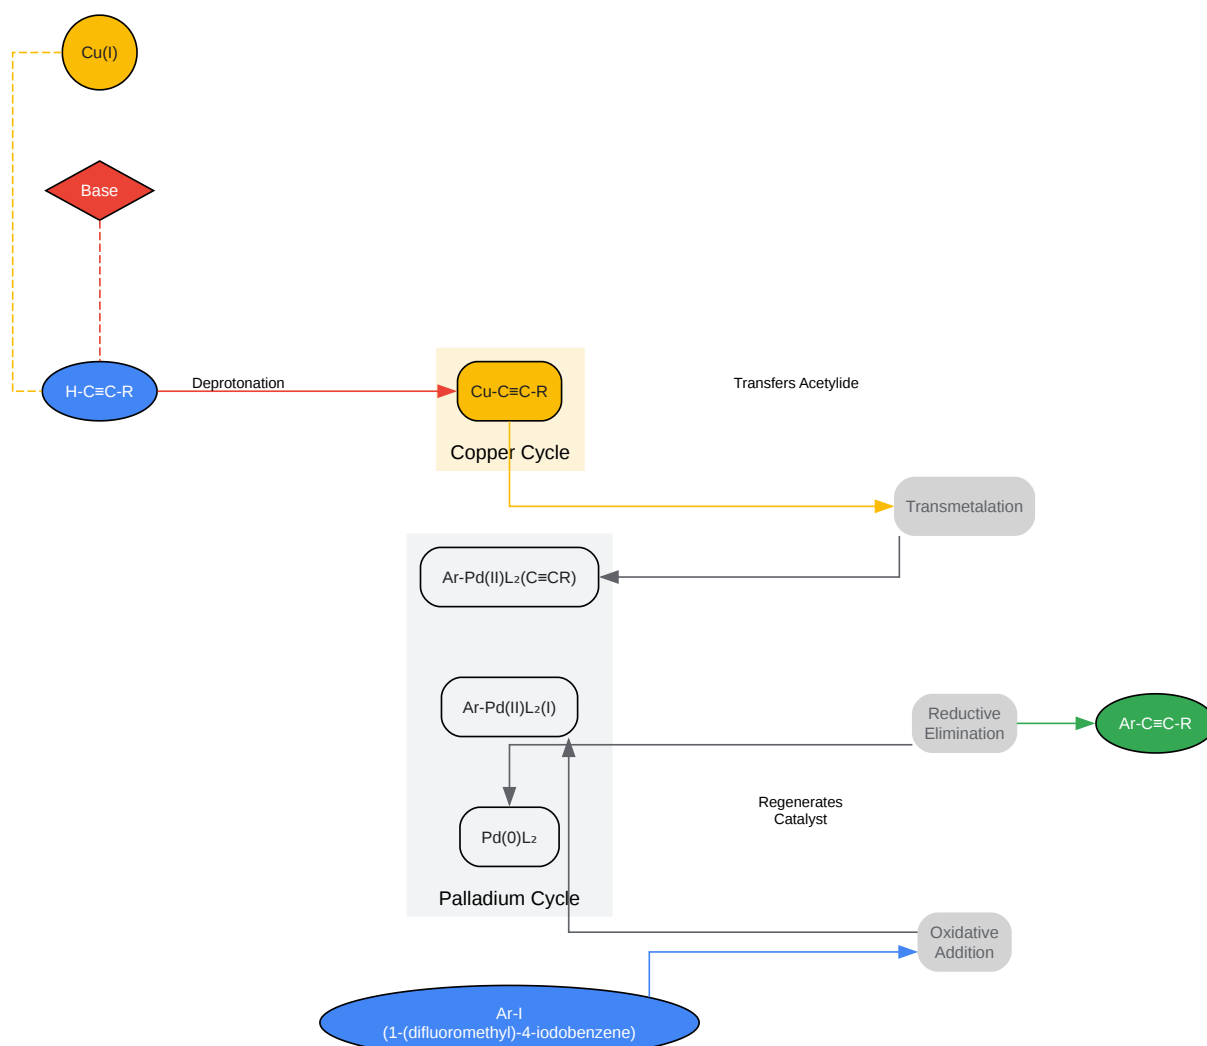 Cu(I)
Base
H-C≡C-R
Deprotonation
Cu-C≡C-R
Transfers Acetylide
Copper Cycle
Transmetalation
Ar-Pd(II)L₂(C≡CR)
Ar-Pd(II)L₂(I)
Reductive
Elimination
Ar-C≡C-R
Regenerates
Catalyst
Pd(0)L₂
Palladium Cycle
Oxidative
Addition
Ar-I
(1-(difluoromethyl)-4-iodobenzene)